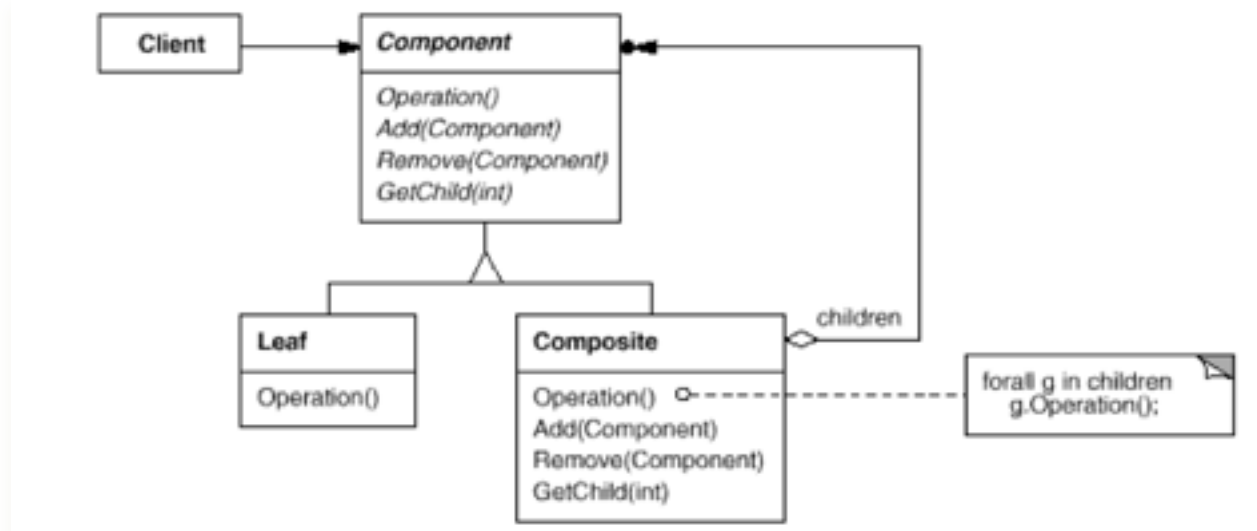 Client
Component
Operation()
Add(Component)
Remove(Component)
GetChild(int)
Leaf
Operation()
Composite
Operation()
Add(Component)
Remove(Component)
GetChild(int)
children
forall g in children
g.Operation();